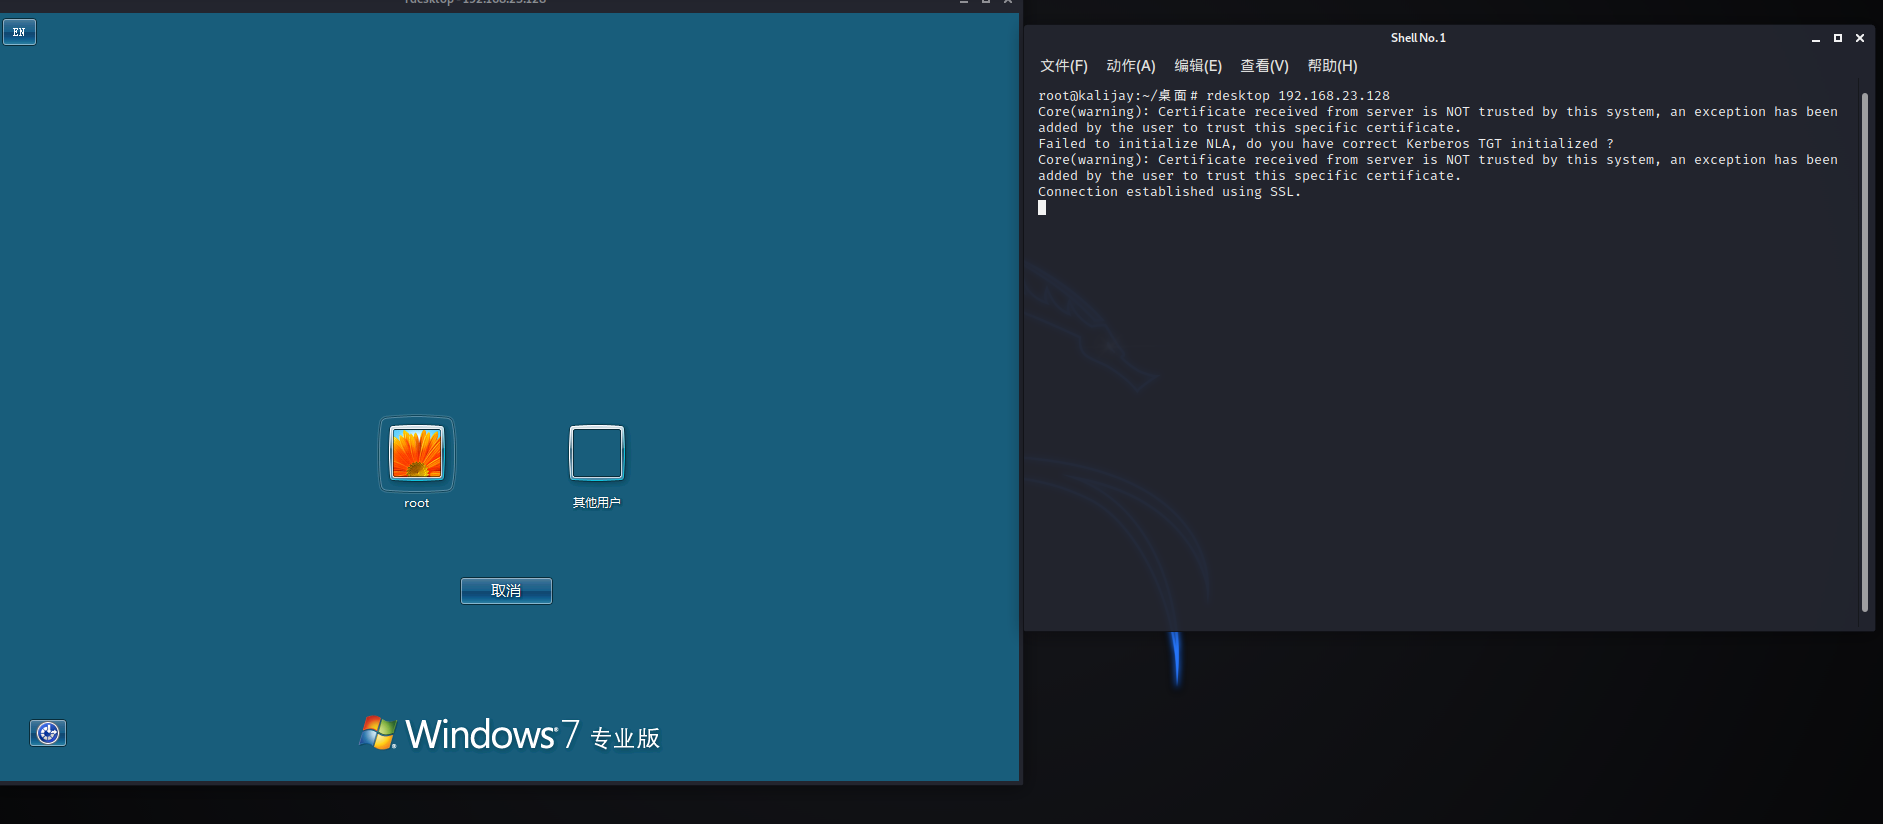 rdesktop - 192.168.23.128
EN
root
其他用户
取消
Windows 7 专业版
Shell No. 1
文件(F) 动作(A) 编辑(E) 查看(V) 帮助(H)
root@kalijay:~/桌面# rdesktop 192.168.23.128
Core(warning): Certificate received from server is NOT trusted by this system, an exception has been
added by the user to trust this specific certificate.
Failed to initialize NLA, do you have correct Kerberos TGT initialized ?
Core(warning): Certificate received from server is NOT trusted by this system, an exception has been
added by the user to trust this specific certificate.
Connection established using SSL.